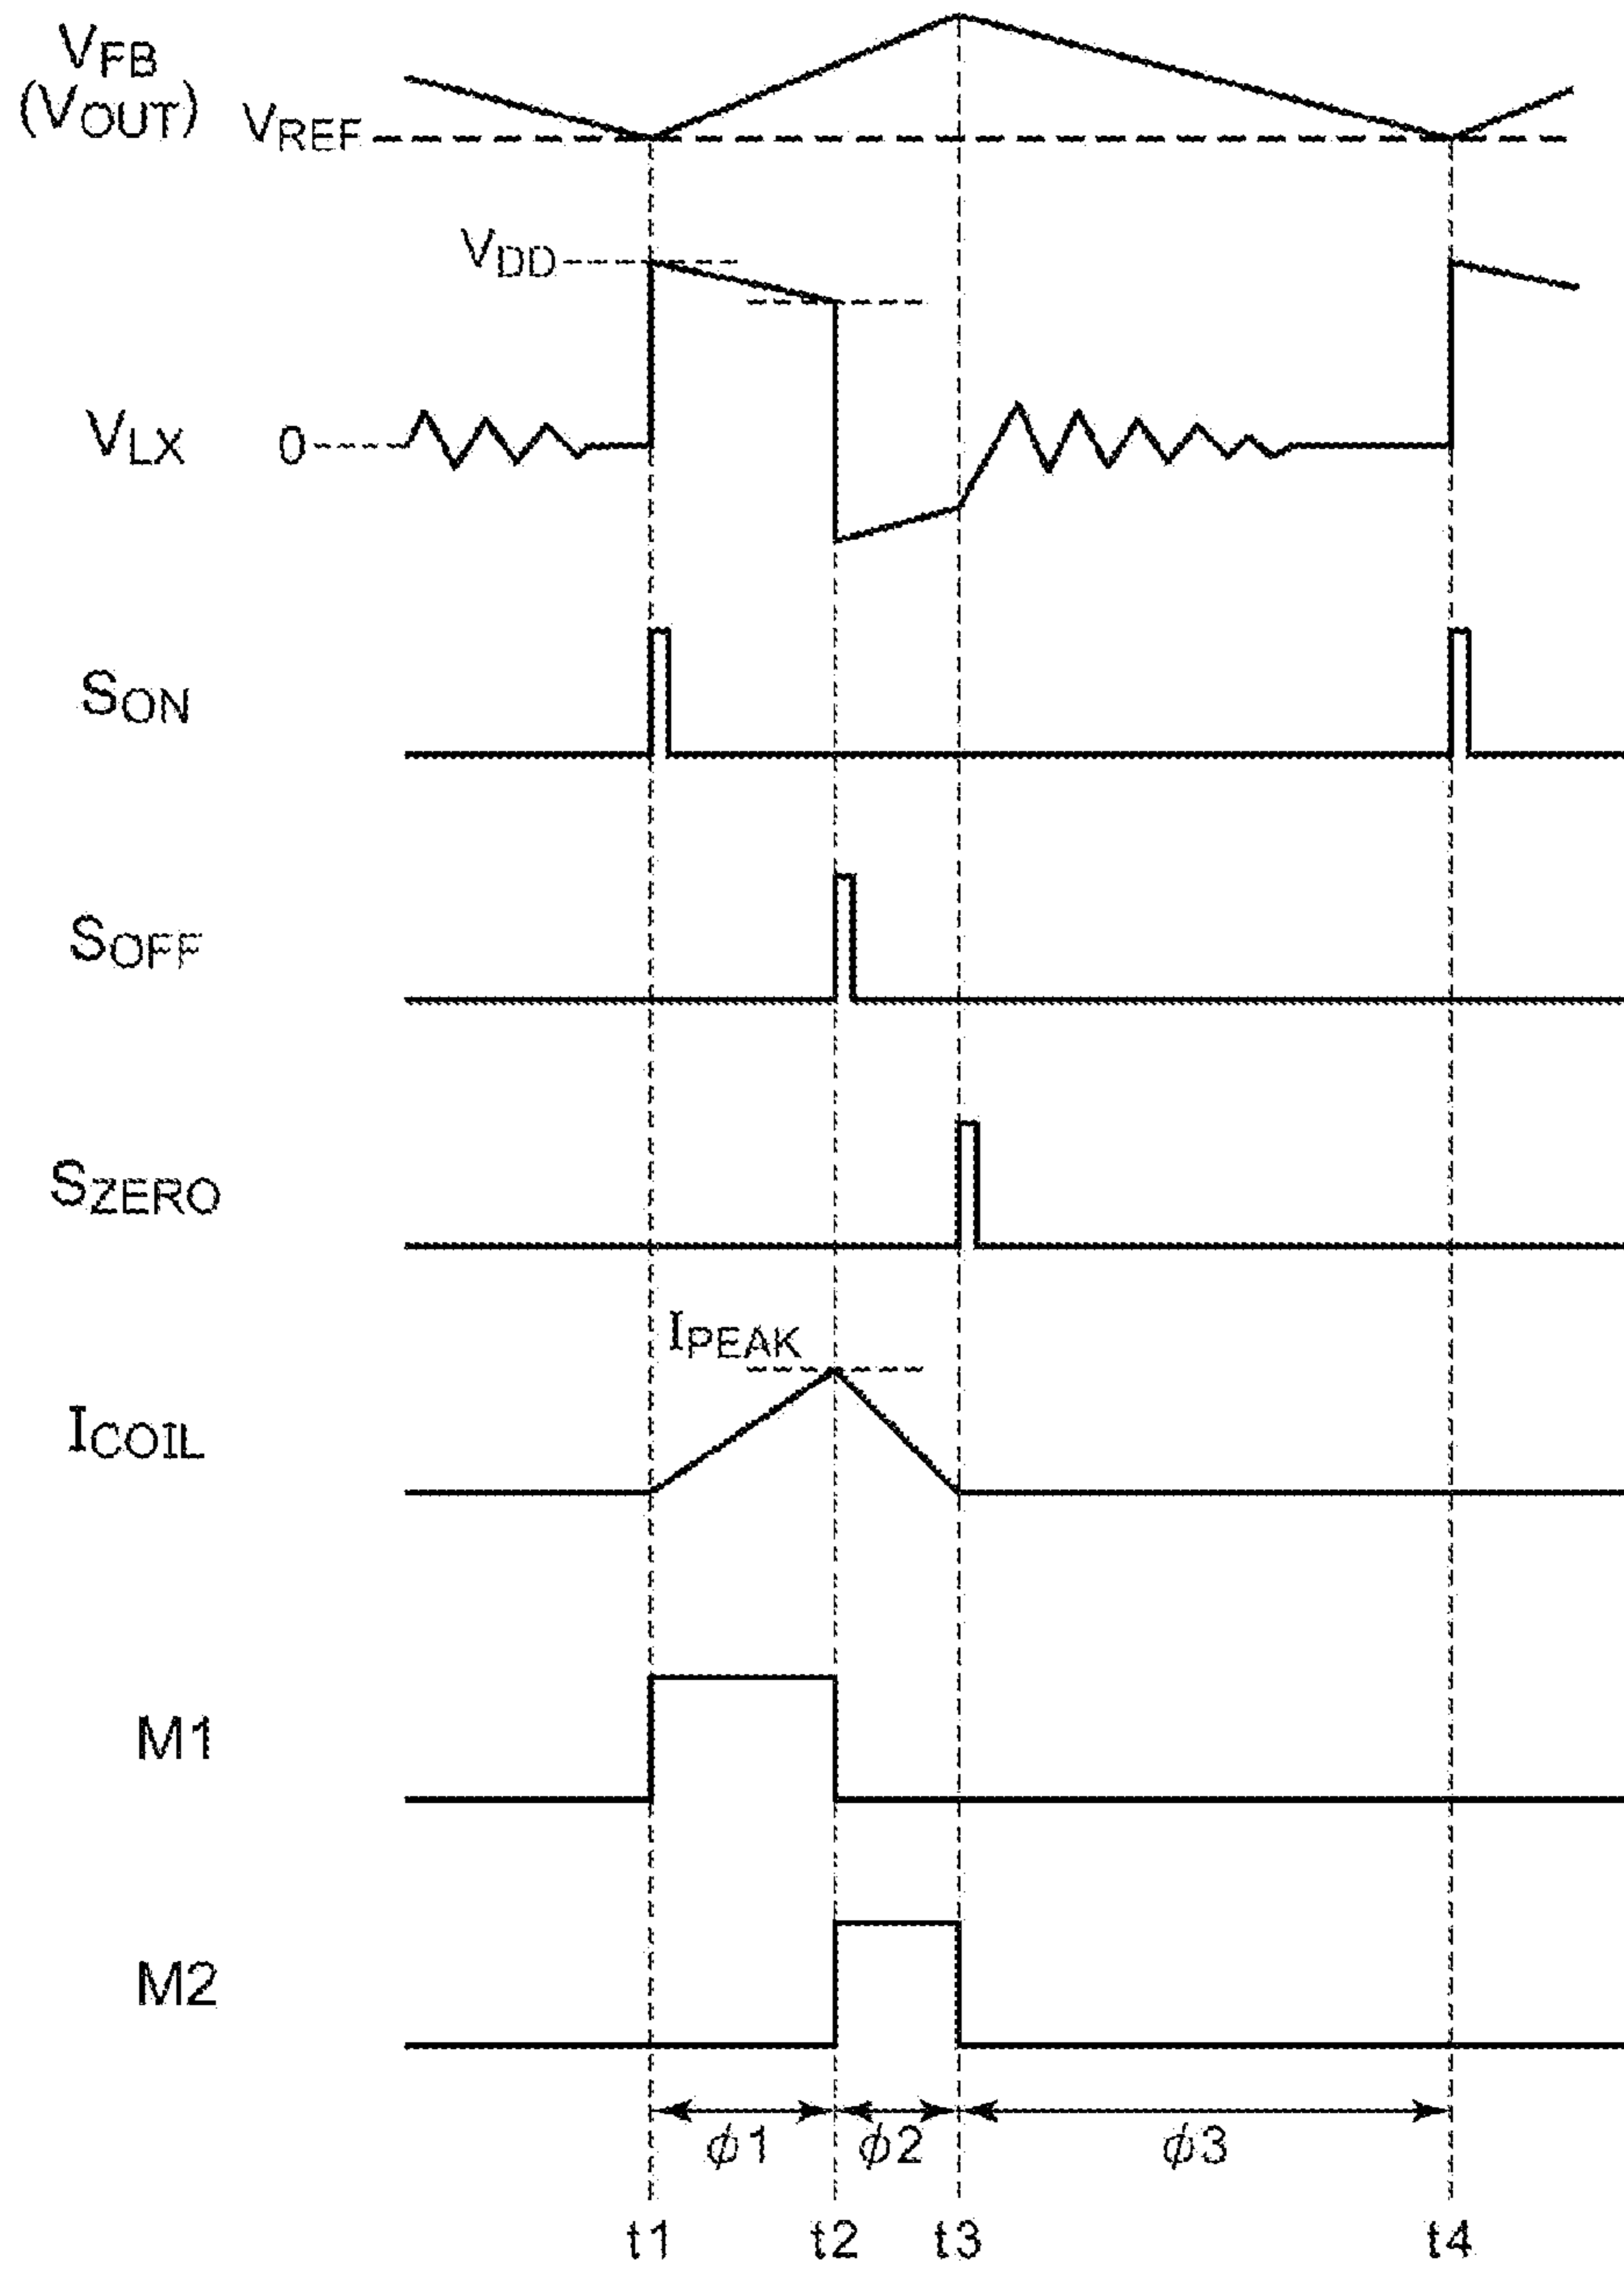 VFB
(VOUT)
VREF
VDD
VLX
0
SON
SOFF
SZERO
IPEAK
ICOIL
M1
M2
ϕ1 ϕ2 ϕ3
t1 t2 t3 t4